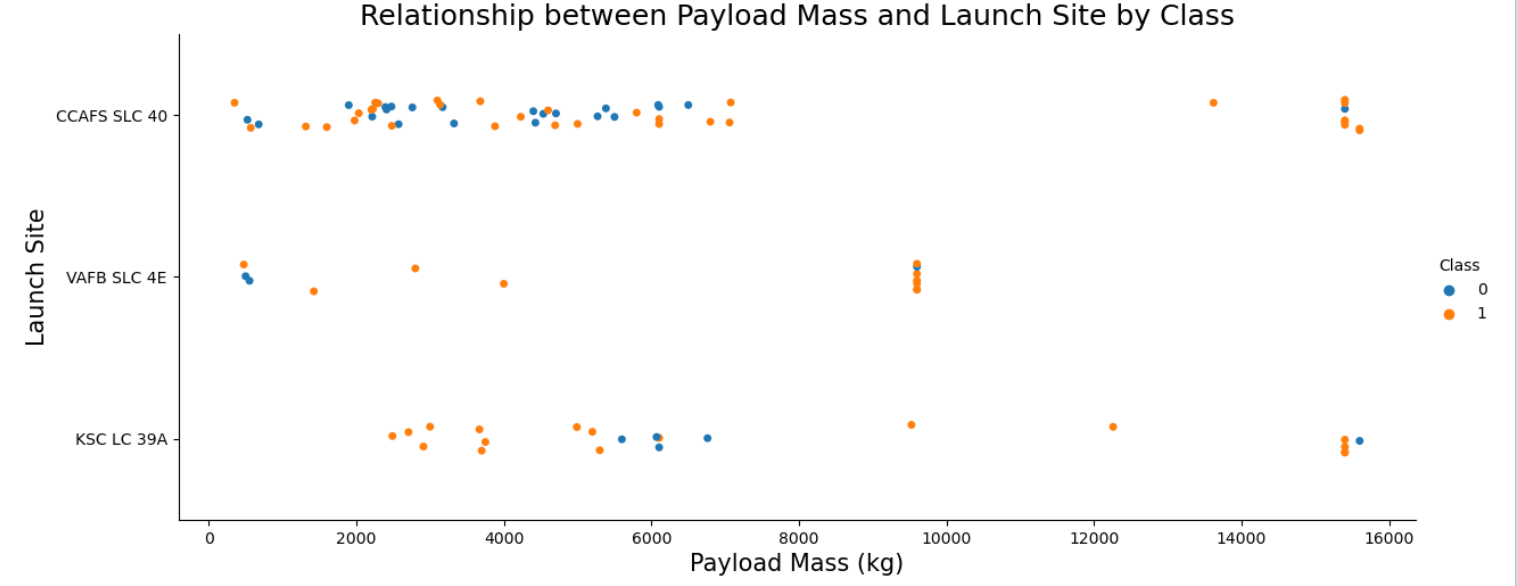 Relationship between Payload Mass and Launch Site by Class
CCAFS SLC 40
VAFB SLC 4E
KSC LC 39A
Launch Site
0 2000 4000 6000 8000 10000 12000 14000 16000
Payload Mass (kg)
Class
0
1